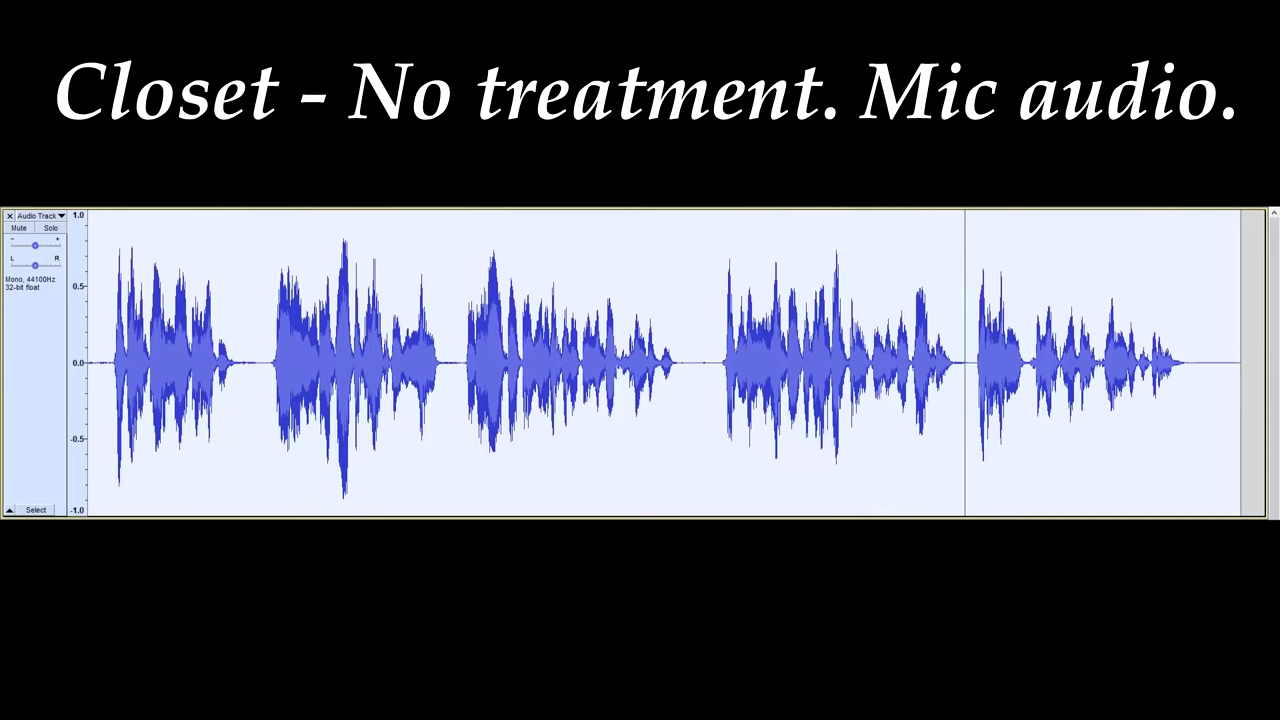 Closet - No treatment. Mic audio.
Audio Track
Mute Solo
- +
L R
Mono, 44100Hz
32-bit float
Select
1.0
0.5
0.0
-0.5
-1.0